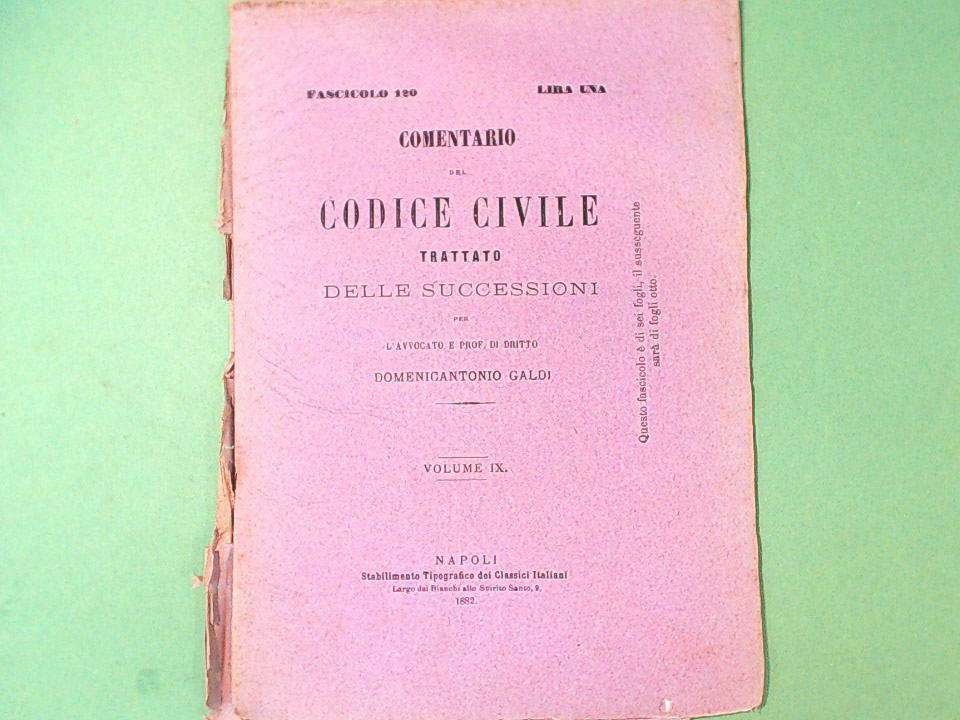 FASCICOLO 120
LIRA UNA
COMENTARIO
DEL
CODICE CIVILE
TRATTATO
DELLE SUCCESSIONI
PER
L'AVVOCATO E PROF. DI DRITTO
DOMENICANTONIO GALDI
VOLUME IX.
NAPOLI
Stabilimento Tipografico dei Classici Italiani
Largo dei Bianchi allo Spirito Santo, 9,
1882.
Questo fascicolo è di sei fogli, il susseguente
sarà di fogli otto.